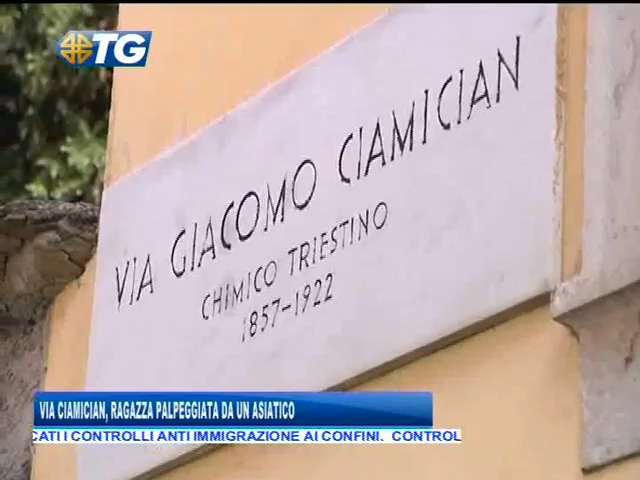 TG
VIA GIACOMO CIAMICIAN
CHIMICO TRIESTINO
1857-1922
VIA CIAMICIAN, RAGAZZA PALPEGGIATA DA UN ASIATICO
CATI I CONTROLLI ANTI IMMIGRAZIONE AI CONFINI. CONTROL